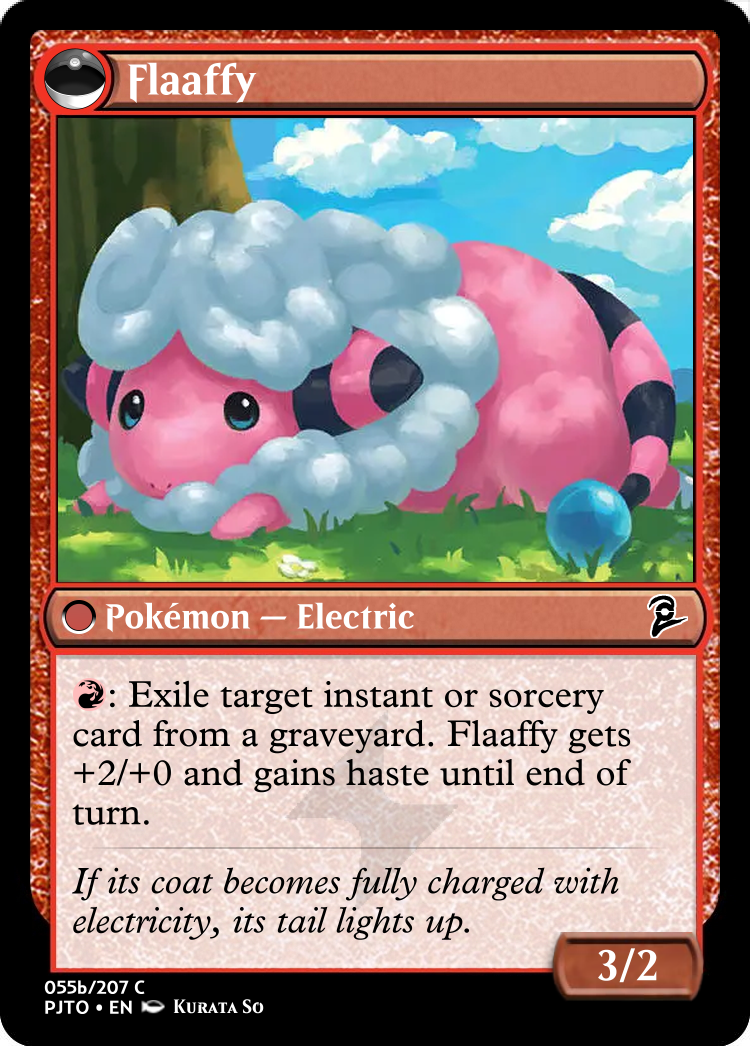 Flaaffy
Pokémon — Electric
: Exile target instant or sorcery
card from a graveyard. Flaaffy gets
+2/+0 and gains haste until end of
turn.
If its coat becomes fully charged with
electricity, its tail lights up.
3/2
055b/207 C
PJTO • EN Kurata So